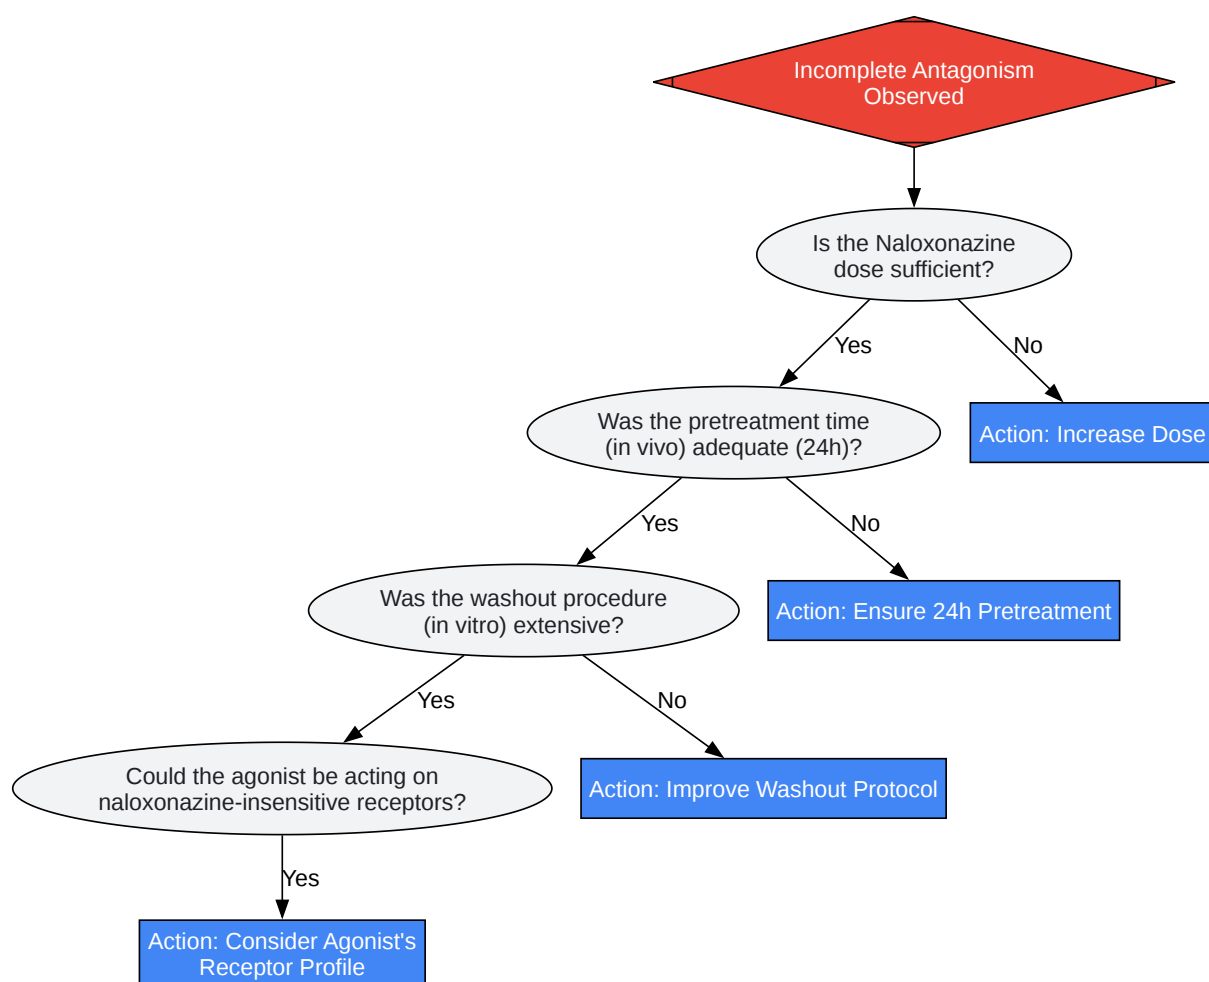 Incomplete Antagonism
Observed
Is the Naloxonazine
dose sufficient?
Yes
No
Was the pretreatment time
(in vivo) adequate (24h)?
Action: Increase Dose
Yes
No
Was the washout procedure
(in vitro) extensive?
Action: Ensure 24h Pretreatment
Yes
No
Could the agonist be acting on
naloxonazine-insensitive receptors?
Action: Improve Washout Protocol
Yes
Action: Consider Agonist's
Receptor Profile